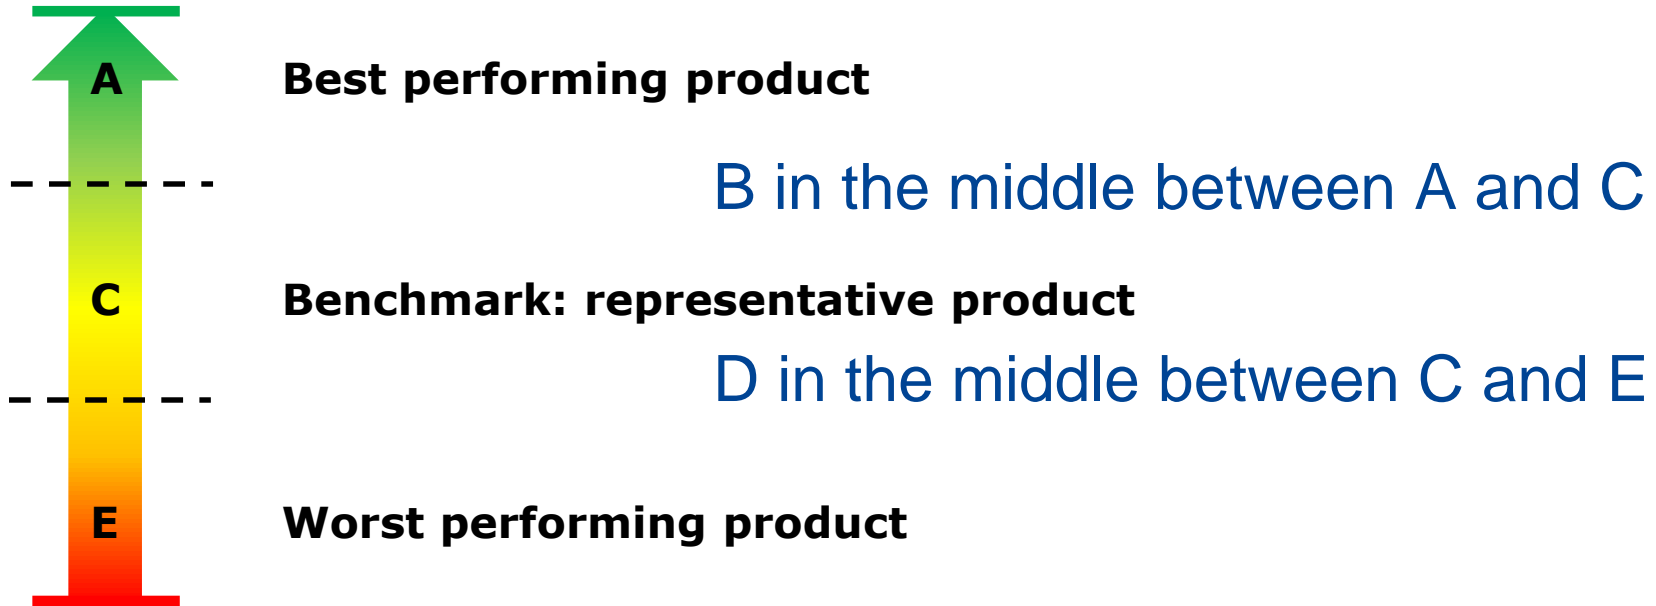 A Best performing product
B in the middle between A and C
C Benchmark: representative product
D in the middle between C and E
E Worst performing product